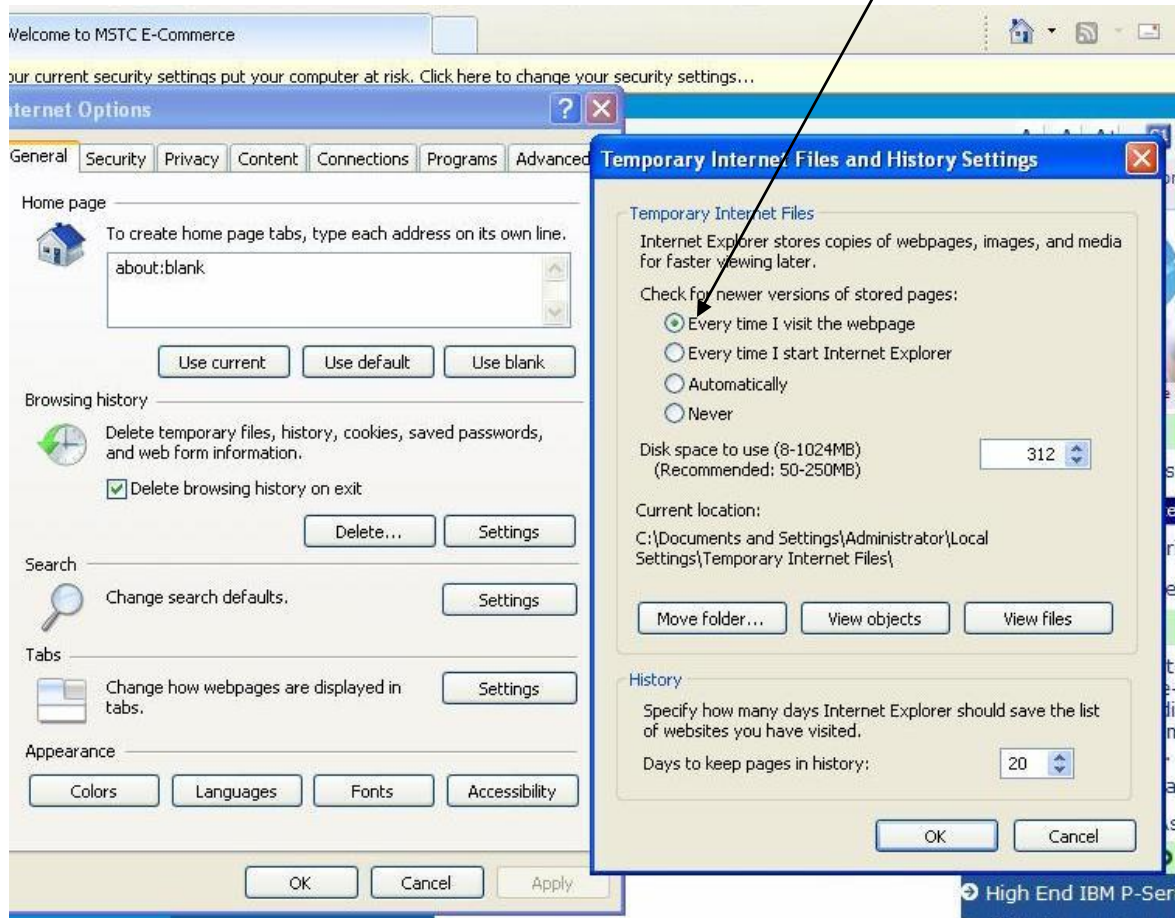 Welcome to MSTC E-Commerce
our current security settings put your computer at risk. Click here to change your security settings...
Internet Options
General Security Privacy Content Connections Programs Advanced
Home page
To create home page tabs, type each address on its own line.
about:blank
Use current Use default Use blank
Browsing history
Delete temporary files, history, cookies, saved passwords,
and web form information.
Delete browsing history on exit
Delete... Settings
Search
Change search defaults.
Settings
Tabs
Change how webpages are displayed in
tabs.
Settings
Appearance
Colors Languages Fonts Accessibility
OK Cancel Apply
Temporary Internet Files and History Settings
Temporary Internet Files
Internet Explorer stores copies of webpages, images, and media
for faster viewing later.
Check for newer versions of stored pages:
Every time I visit the webpage
Every time I start Internet Explorer
Automatically
Never
Disk space to use (8-1024MB)
(Recommended: 50-250MB)
312
Current location:
C:\Documents and Settings\Administrator\Local
Settings\Temporary Internet Files\
Move folder... View objects View files
History
Specify how many days Internet Explorer should save the list
of websites you have visited.
Days to keep pages in history:
20
OK Cancel
High End IBM P-Ser